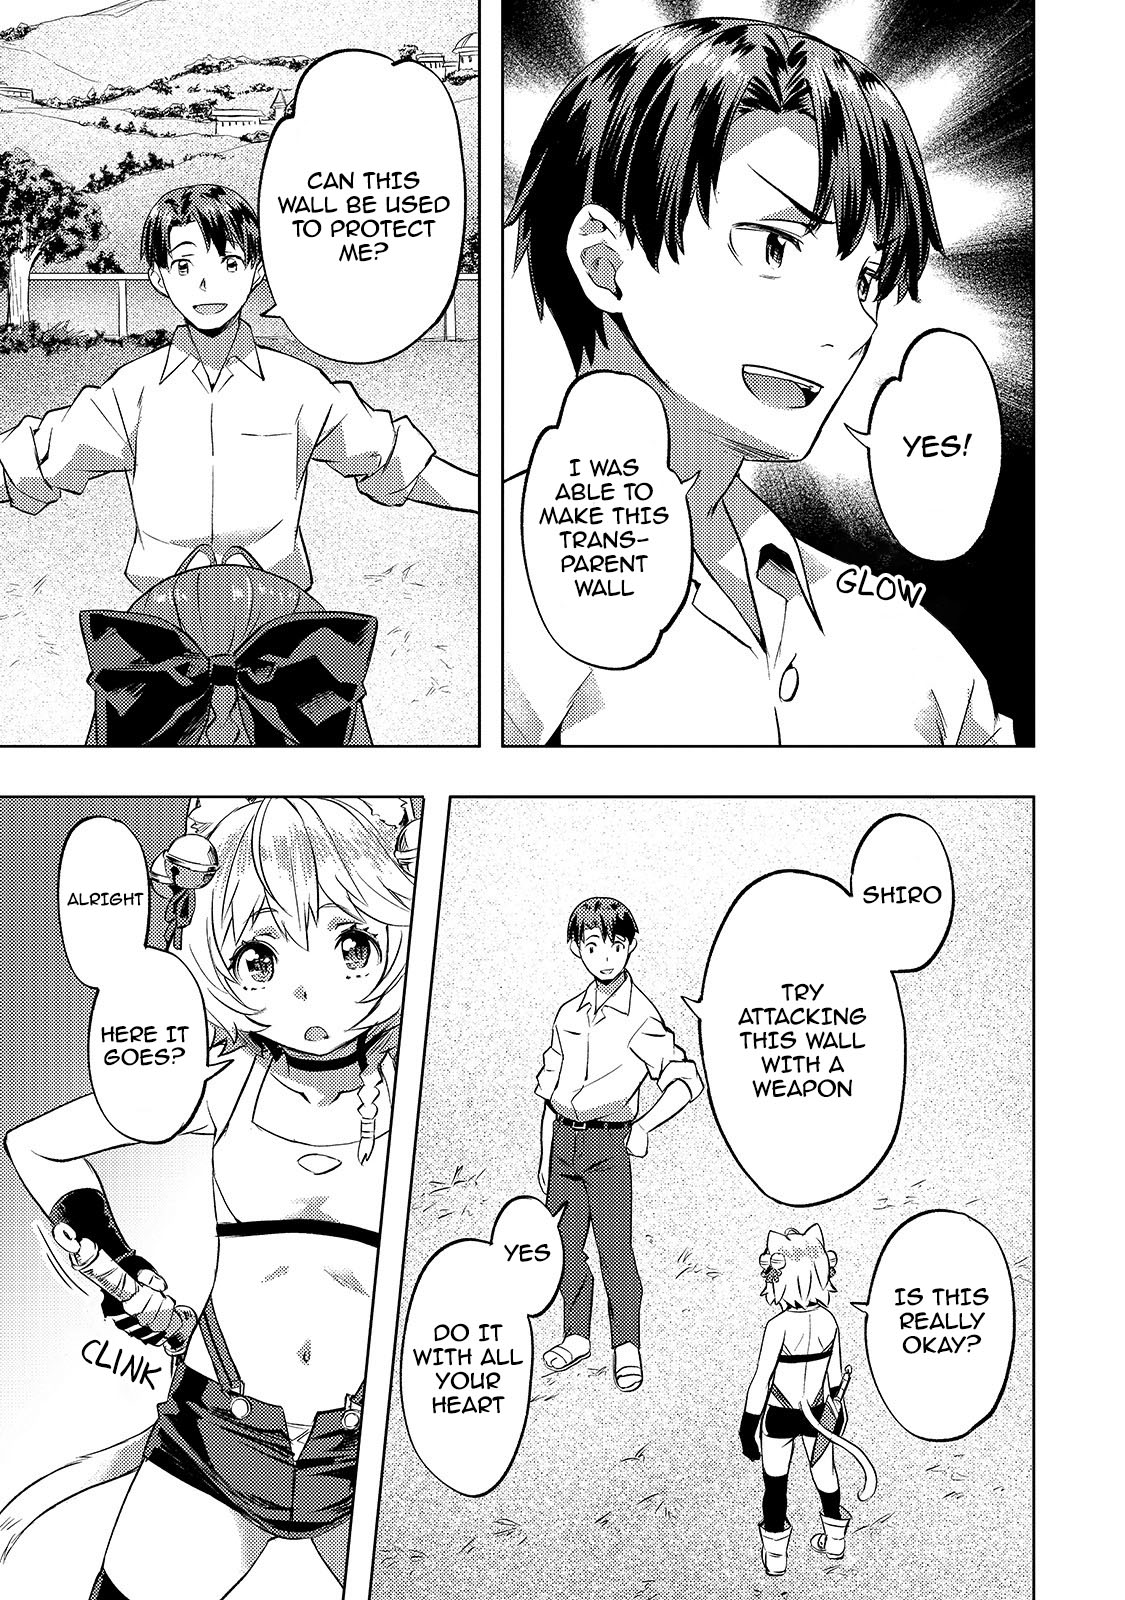 YES!
I WAS
ABLE TO
MAKE THIS
TRANS-
PARENT
WALL
GLOW
CAN THIS
WALL BE USED
TO PROTECT
ME?
SHIRO
TRY
ATTACKING
THIS WALL
WITH A
WEAPON
IS THIS
REALLY
OKAY?
YES
DO IT
WITH ALL
YOUR
HEART
ALRIGHT
HERE IT
GOES?
CLINK